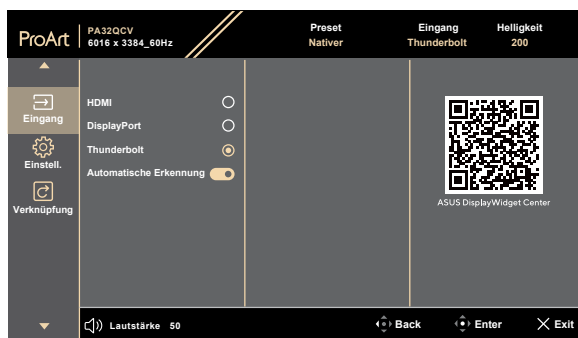 ProArt
PA32QCV
6016 x 3384_60Hz
Preset
Nativer
Eingang
Thunderbolt
Helligkeit
200
Eingang
Einstell.
Verknüpfung
HDMI
DisplayPort
Thunderbolt
Automatische Erkennung
ASUS DisplayWidget Center
Lautstärke 50
Back
Enter
Exit